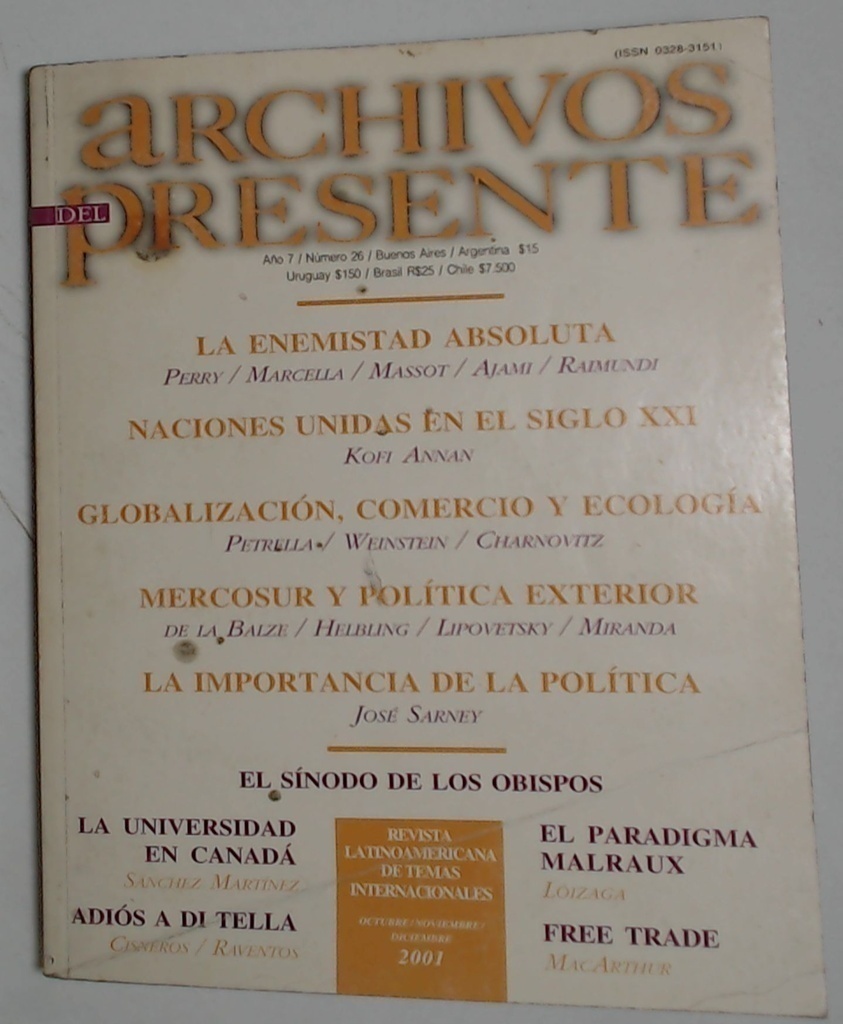 (ISSN 0328-3151)
aRCHIVOS
DEL
PRESENTE
Año 7 / Número 26 / Buenos Aires / Argentina $15
Uruguay $150 / Brasil R$25 / Chile $7.500
LA ENEMISTAD ABSOLUTA
PERRY / MARCELLA / MASSOT / AJAMI / RAIMUNDI
NACIONES UNIDAS EN EL SIGLO XXI
KOFI ANNAN
GLOBALIZACIÓN, COMERCIO Y ECOLOGÍA
PETRELLA / WEINSTEIN / CHARNOVITZ
MERCOSUR Y POLÍTICA EXTERIOR
DE LA BALZE / HELBLING / LIPOVETSKY / MIRANDA
LA IMPORTANCIA DE LA POLÍTICA
JOSÉ SARNEY
EL SÍNODO DE LOS OBISPOS
LA UNIVERSIDAD
EN CANADÁ
SANCHEZ MARTINEZ
ADIÓS A DI TELLA
CISNEROS / RAVENTOS
REVISTA
LATINOAMERICANA
DE TEMAS
INTERNACIONALES
OCTUBRE / NOVIEMBRE /
DICIEMBRE
2001
EL PARADIGMA
MALRAUX
LOIZAGA
FREE TRADE
MACARTHUR